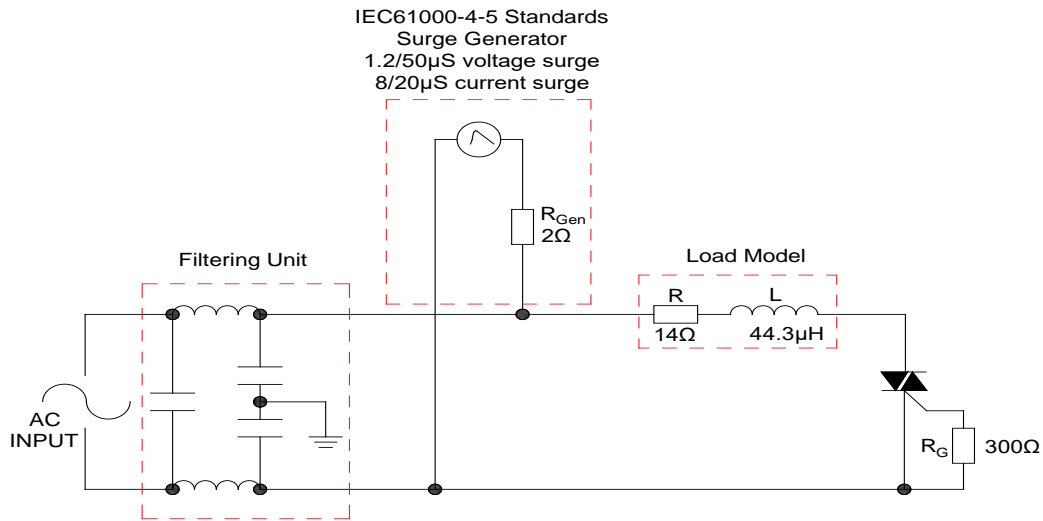 IEC61000-4-5 Standards
Surge Generator
1.2/50µS voltage surge
8/20µS current surge
RGen
2Ω
Filtering Unit
Load Model
R
L
14Ω
44.3µH
AC
INPUT
RG
300Ω